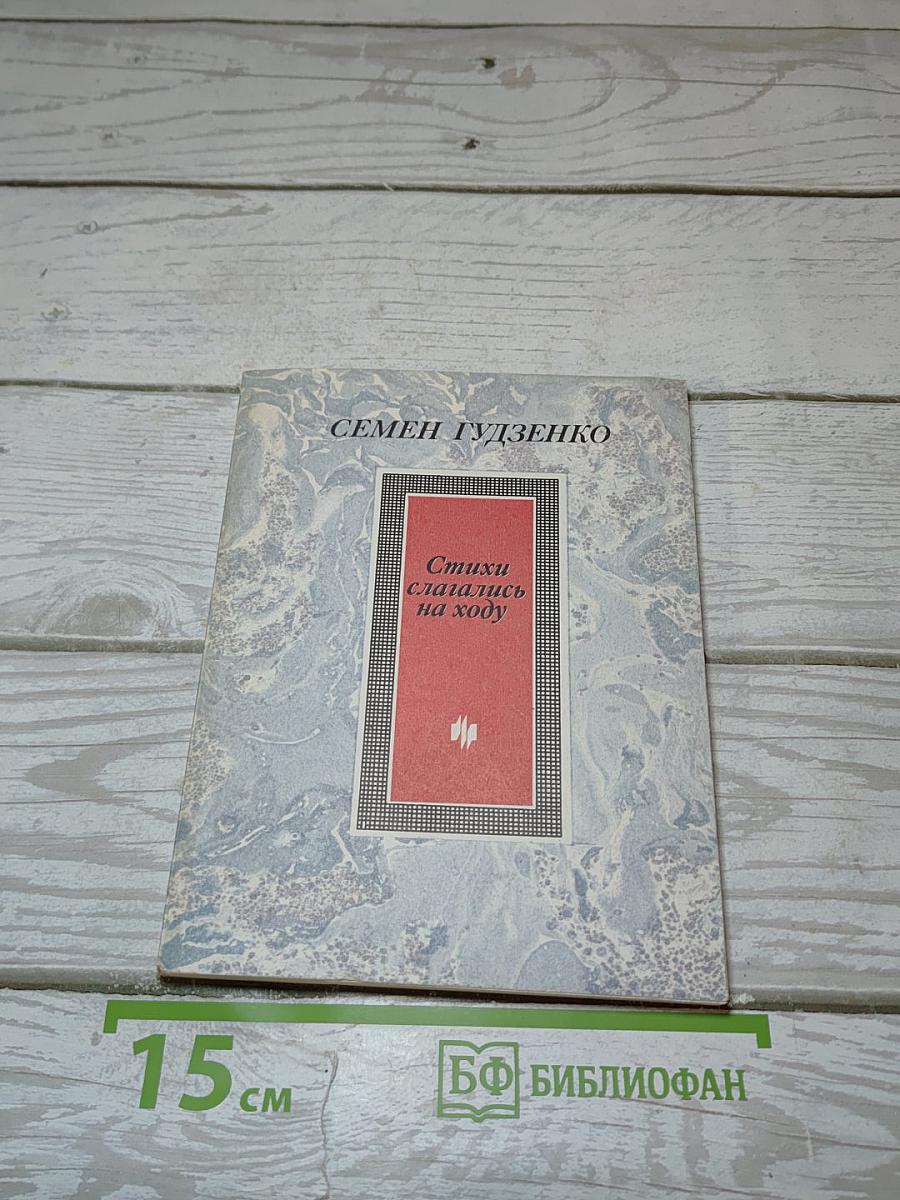 СЕМЕН ГУДЗЕНКО
Стихи
слагались
на ходу
15 см
БФ БИБЛИОФАН